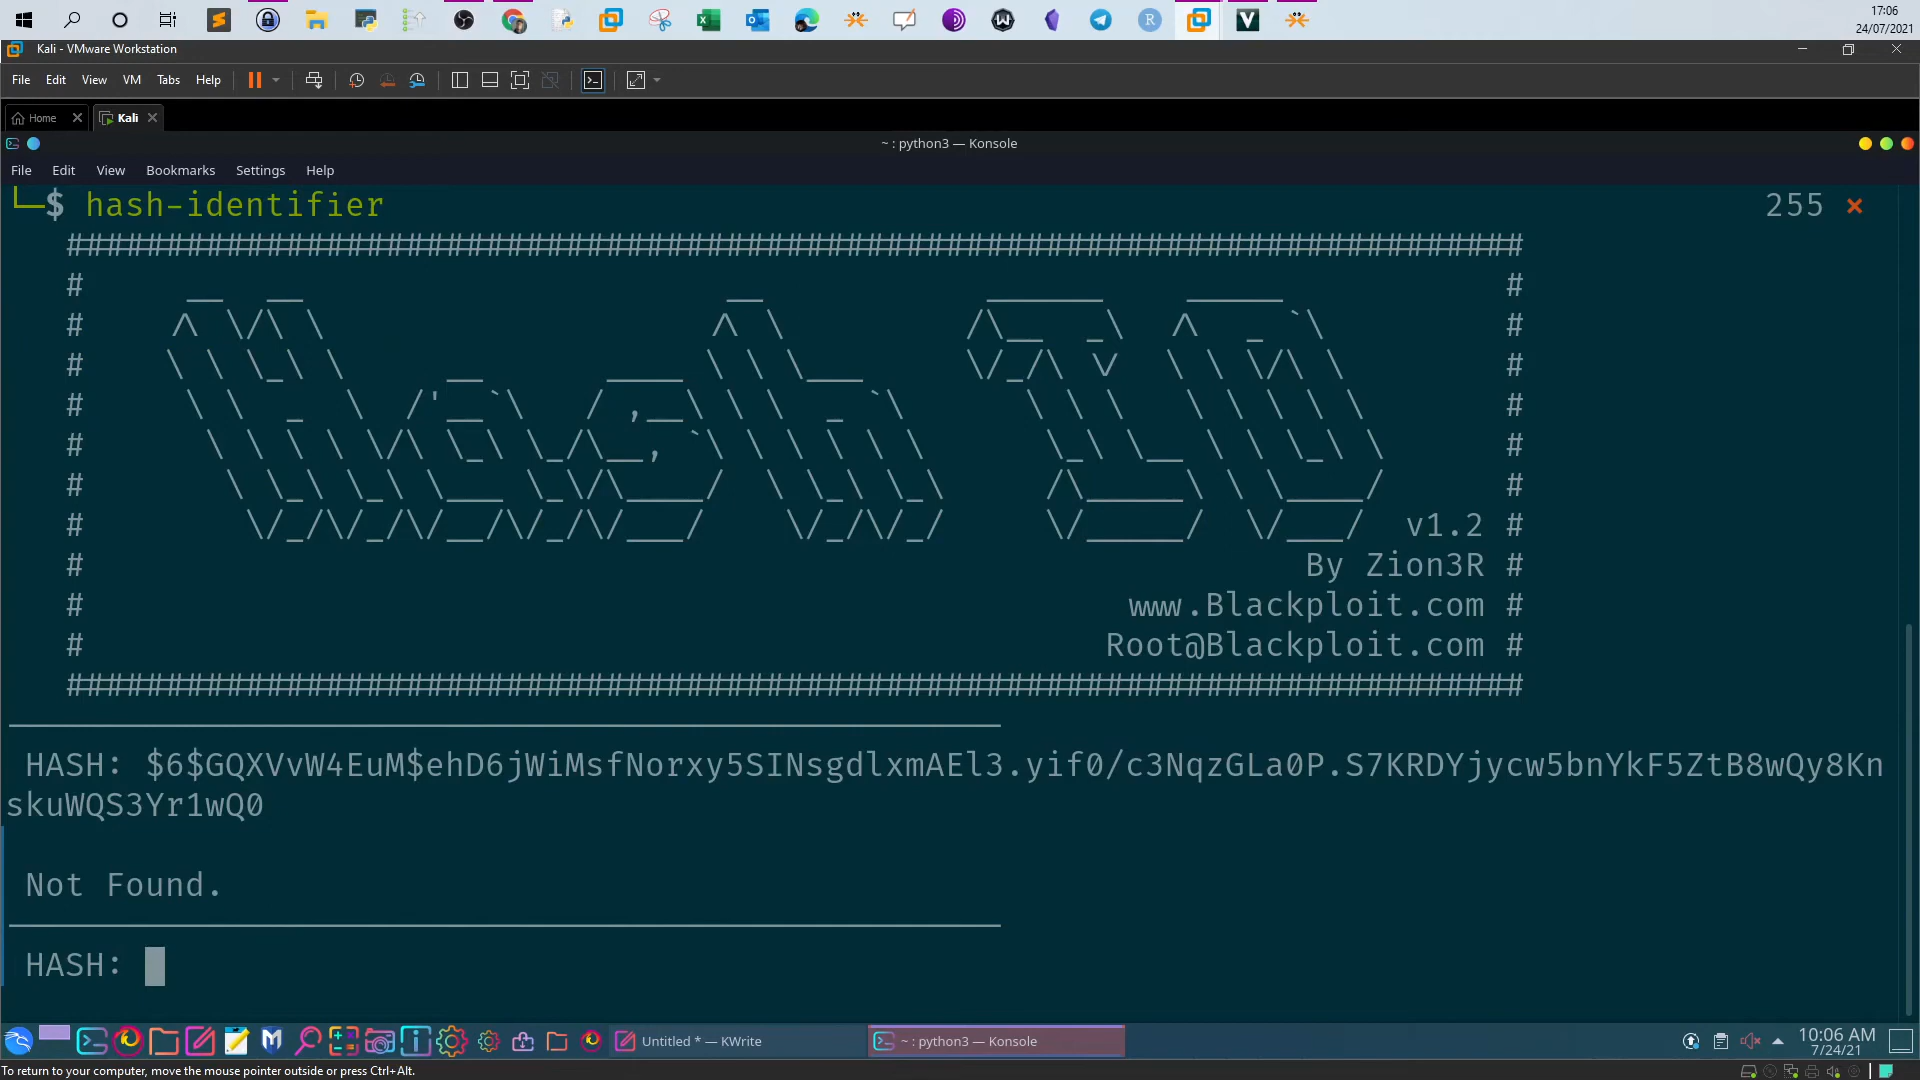 17:06
24/07/2021
Kali - VMware Workstation
File Edit View VM Tabs Help
Home Kali
~ : python3 — Konsole
File Edit View Bookmarks Settings Help
└─$ hash-identifier 255 ×
v1.2
By Zion3R
www.Blackploit.com
Root@Blackploit.com
HASH: $6$GQXVvW4EuM$ehD6jWiMsfNorxy5SINsgdlxmAEl3.yif0/c3NqzGLa0P.S7KRDYjycw5bnYkF5ZtB8wQy8Kn
skuWQS3Yr1wQ0
Not Found.
HASH:
Untitled * — KWrite
~ : python3 — Konsole
10:06 AM
7/24/21
To return to your computer, move the mouse pointer outside or press Ctrl+Alt.